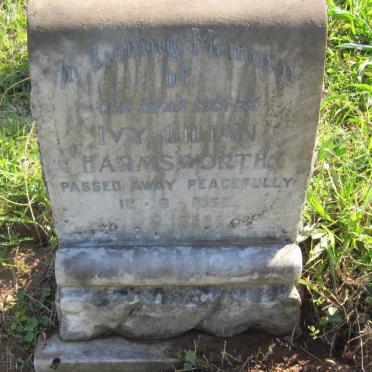 In Loving Memory
of
OUR DEAR SISTER
IVY LILIAN
HARMSWORTH
PASSED AWAY PEACEFULLY
12 - 6